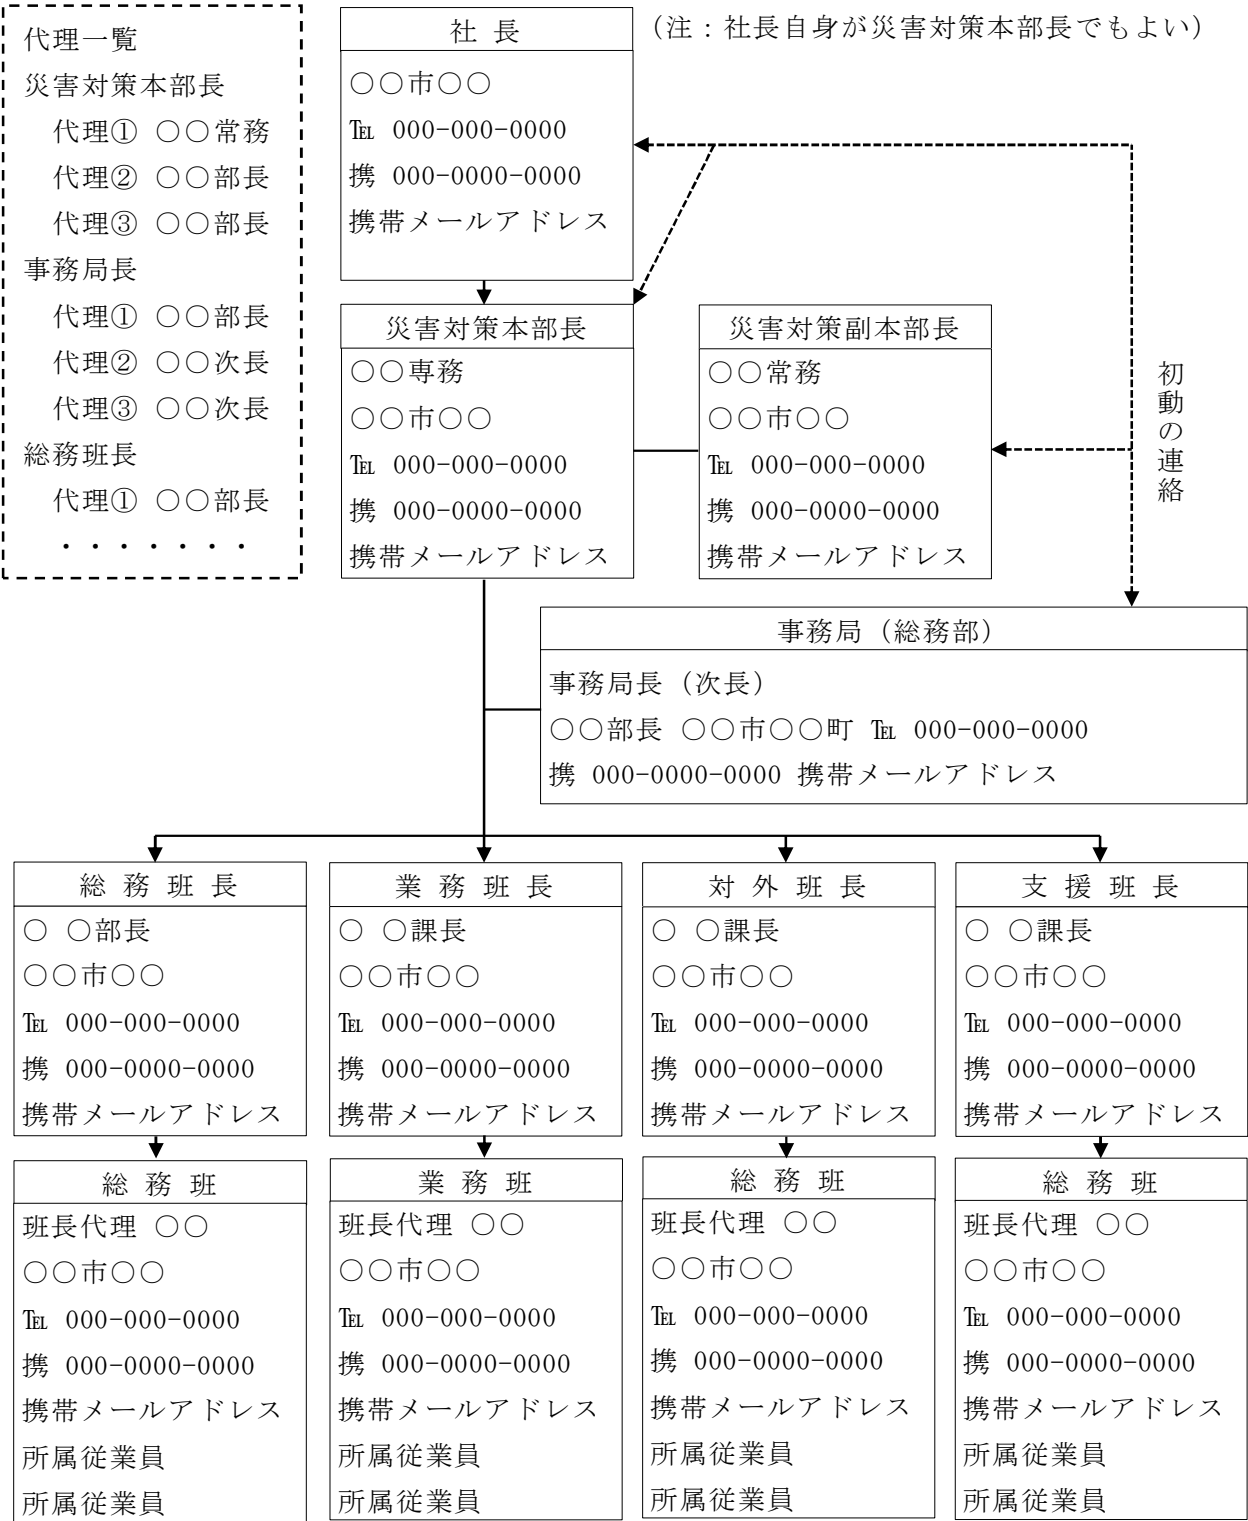 代理一覧
災害対策本部長
代理① ○○常務
代理② ○○部長
代理③ ○○部長
事務局長
代理① ○○部長
代理② ○○次長
代理③ ○○次長
総務班長
代理① ○○部長
・・・・・・・
社 長
○○市○○
℡ 000-000-0000
携 000-0000-0000
携帯メールアドレス
(注：社長自身が災害対策本部長でもよい)
災害対策本部長
○○専務
○○市○○
℡ 000-000-0000
携 000-0000-0000
携帯メールアドレス
災害対策副本部長
○○常務
○○市○○
℡ 000-000-0000
携 000-0000-0000
携帯メールアドレス
初動の連絡
事務局（総務部）
事務局長（次長）
○○部長 ○○市○○町 ℡ 000-000-0000
携 000-0000-0000 携帯メールアドレス
総 務 班 長
○ ○部長
○○市○○
℡ 000-000-0000
携 000-0000-0000
携帯メールアドレス
業 務 班 長
○ ○課長
○○市○○
℡ 000-000-0000
携 000-0000-0000
携帯メールアドレス
対 外 班 長
○ ○課長
○○市○○
℡ 000-000-0000
携 000-0000-0000
携帯メールアドレス
支 援 班 長
○ ○課長
○○市○○
℡ 000-000-0000
携 000-0000-0000
携帯メールアドレス
総 務 班
班長代理 ○○
○○市○○
℡ 000-000-0000
携 000-0000-0000
携帯メールアドレス
所属従業員
所属従業員
業 務 班
班長代理 ○○
○○市○○
℡ 000-000-0000
携 000-0000-0000
携帯メールアドレス
所属従業員
所属従業員
総 務 班
班長代理 ○○
○○市○○
℡ 000-000-0000
携 000-0000-0000
携帯メールアドレス
所属従業員
所属従業員
総 務 班
班長代理 ○○
○○市○○
℡ 000-000-0000
携 000-0000-0000
携帯メールアドレス
所属従業員
所属従業員